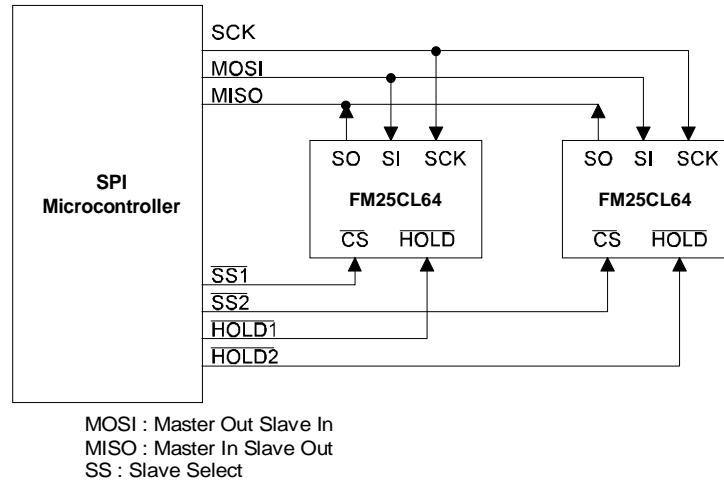 SCK
MOSI
MISO
SO SI SCK
SO SI SCK
SPI
Microcontroller
FM25CL64
FM25CL64
CS HOLD
CS HOLD
SS1
SS2
HOLD1
HOLD2
MOSI : Master Out Slave In
MISO : Master In Slave Out
SS : Slave Select